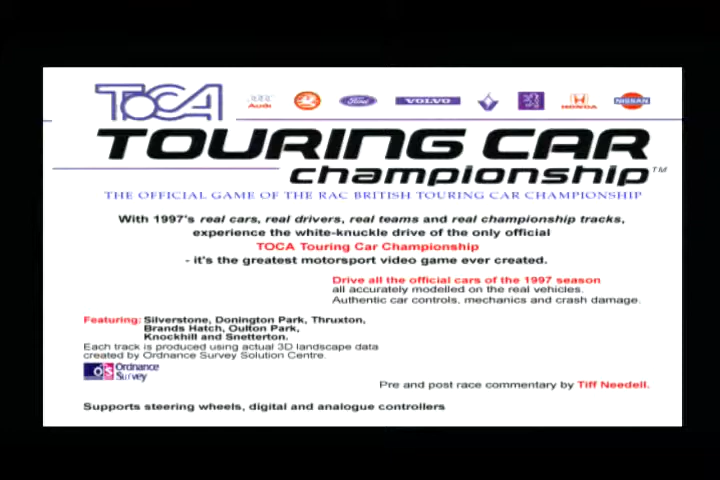 TOCA Audi Ford VOLVO HONDA NISSAN
TOURING CAR
championship™
THE OFFICIAL GAME OF THE RAC BRITISH TOURING CAR CHAMPIONSHIP
With 1997's real cars, real drivers, real teams and real championship tracks,
experience the white-knuckle drive of the only official
TOCA Touring Car Championship
- it's the greatest motorsport video game ever created.
Drive all the official cars of the 1997 season
all accurately modelled on the real vehicles.
Authentic car controls, mechanics and crash damage.
Featuring: Silverstone, Donington Park, Thruxton,
Brands Hatch, Oulton Park,
Knockhill and Snetterton.
Each track is produced using actual 3D landscape data
created by Ordnance Survey Solution Centre.
OS Ordnance
Survey
Pre and post race commentary by Tiff Needell.
Supports steering wheels, digital and analogue controllers